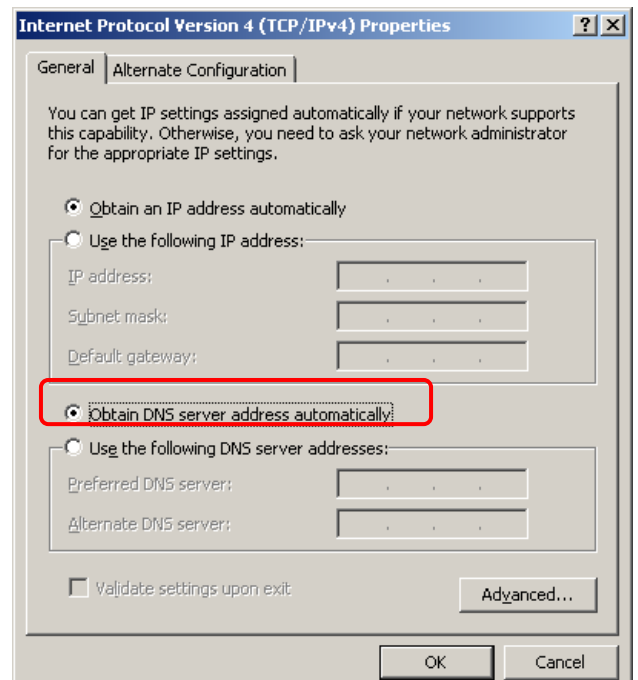 Internet Protocol Version 4 (TCP/IPv4) Properties
General
Alternate Configuration
You can get IP settings assigned automatically if your network supports
this capability. Otherwise, you need to ask your network administrator
for the appropriate IP settings.
Obtain an IP address automatically
Use the following IP address:
IP address:
Subnet mask:
Default gateway:
Obtain DNS server address automatically
Use the following DNS server addresses:
Preferred DNS server:
Alternate DNS server:
Validate settings upon exit
Advanced...
OK
Cancel